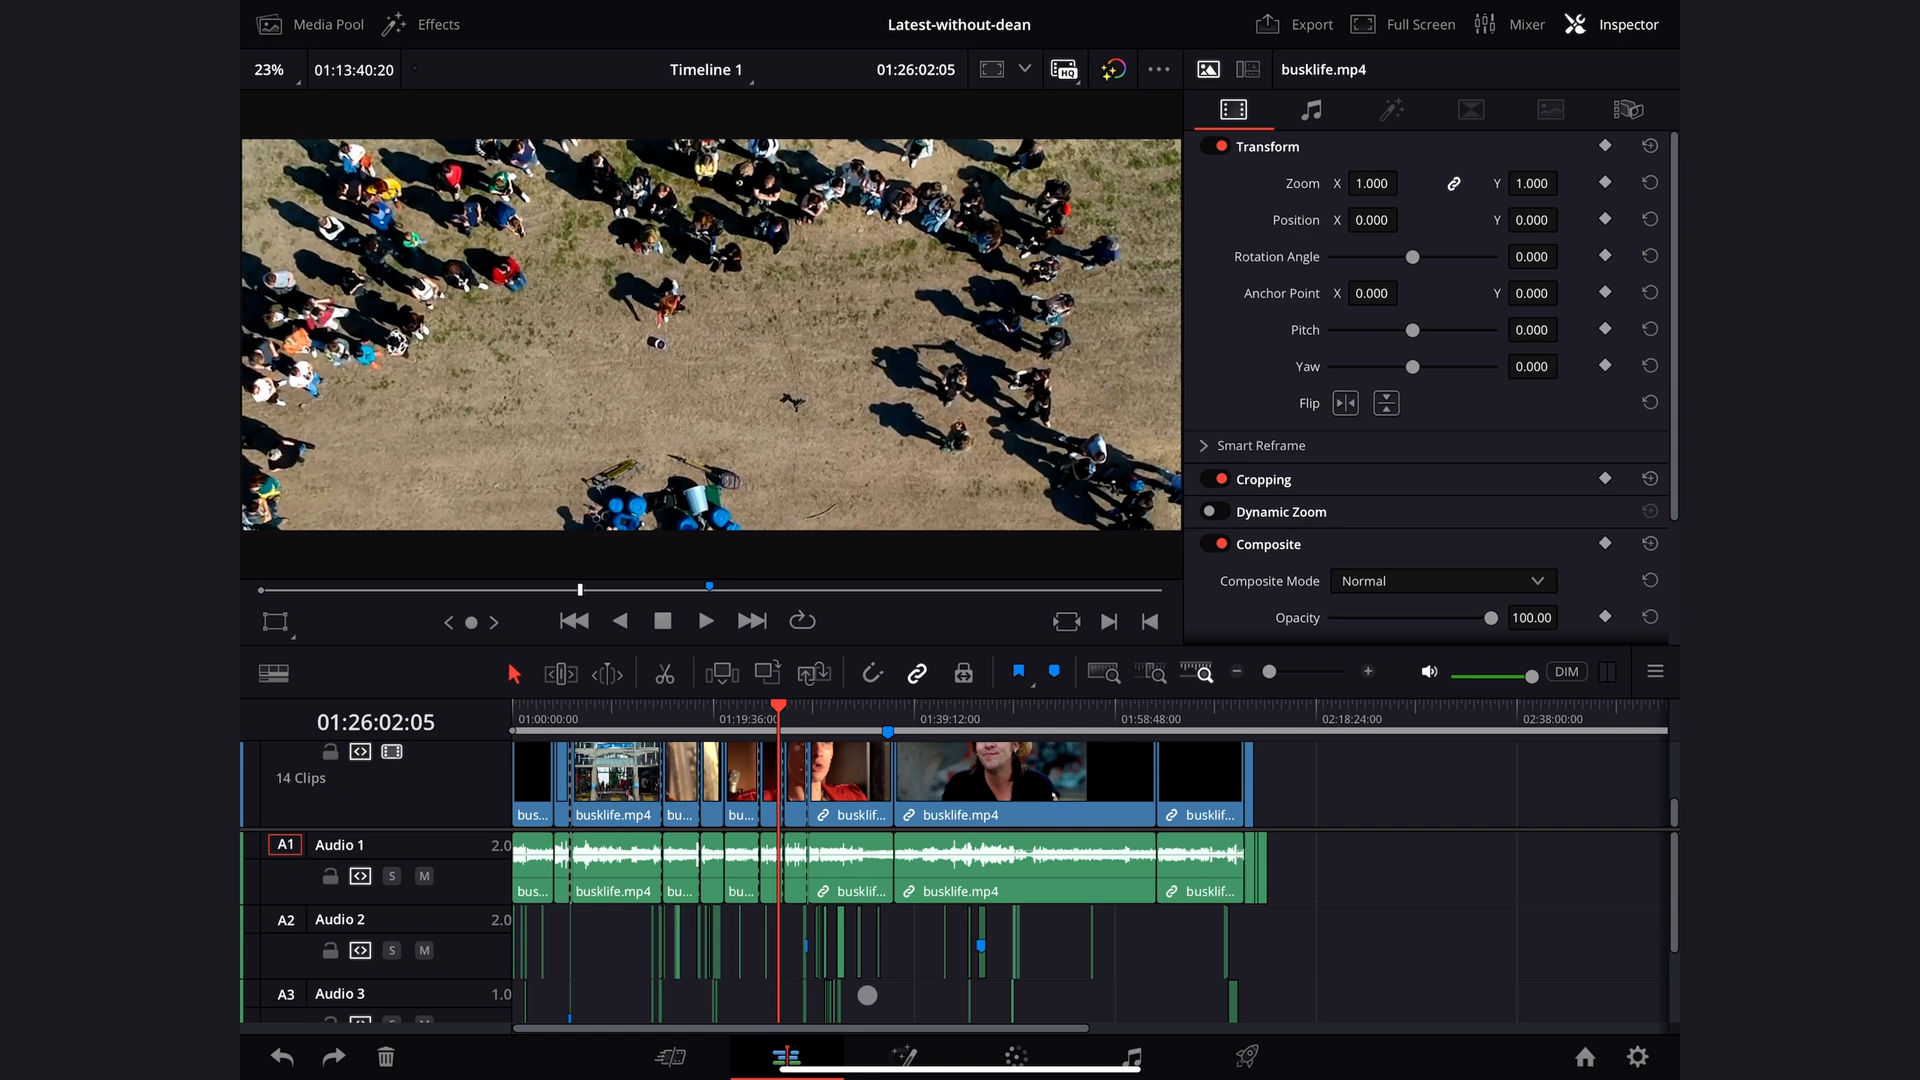 Media Pool Effects Latest-without-dean Export Full Screen Mixer Inspector
23% 01:13:40:20 Timeline 1 01:26:02:05 HQ busklife.mp4
Transform
Zoom X 1.000 Y 1.000
Position X 0.000 Y 0.000
Rotation Angle 0.000
Anchor Point X 0.000 Y 0.000
Pitch 0.000
Yaw 0.000
Flip
Smart Reframe
Cropping
Dynamic Zoom
Composite
Composite Mode Normal
Opacity 100.00
DIM
01:26:02:05
01:00:00:00 01:19:36:00 01:39:12:00 01:58:48:00 02:18:24:00 02:38:00:00
14 Clips
bus... busklife.mp4 bu... bu... busklif... busklife.mp4 busklif...
A1 Audio 1 2.0
S M
bus... busklife.mp4 bu... bu... busklif... busklife.mp4 busklif...
A2 Audio 2 2.0
S M
A3 Audio 3 1.0